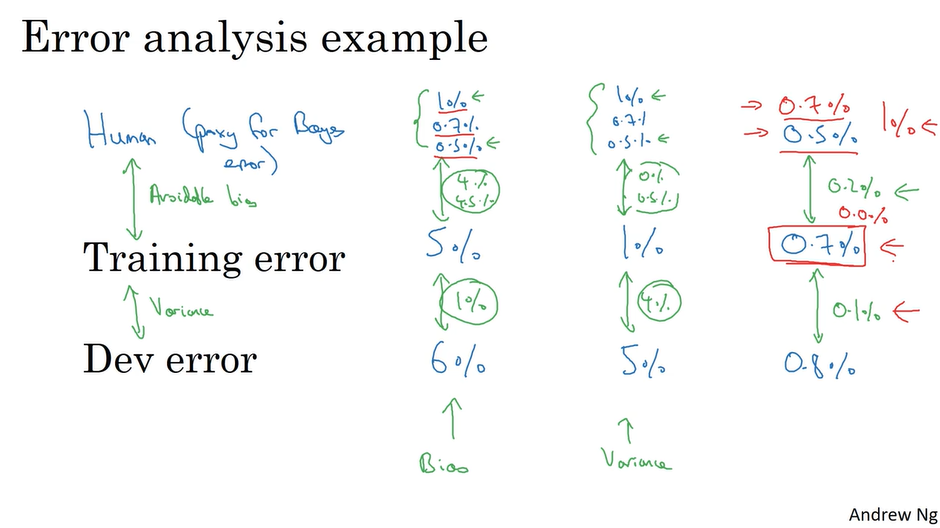 Error analysis example
Human (proxy for Bayes error)
1%
0.7%
0.5%
1%
0.7%
0.5%
0.7%
0.5%
1%
Avoidable bias
4%
4.5%
0%
0.5%
0.2%
0.0%
Training error
5%
1%
0.7%
Variance
1%
4%
0.1%
Dev error
6%
5%
0.8%
Bias
Variance
Andrew Ng